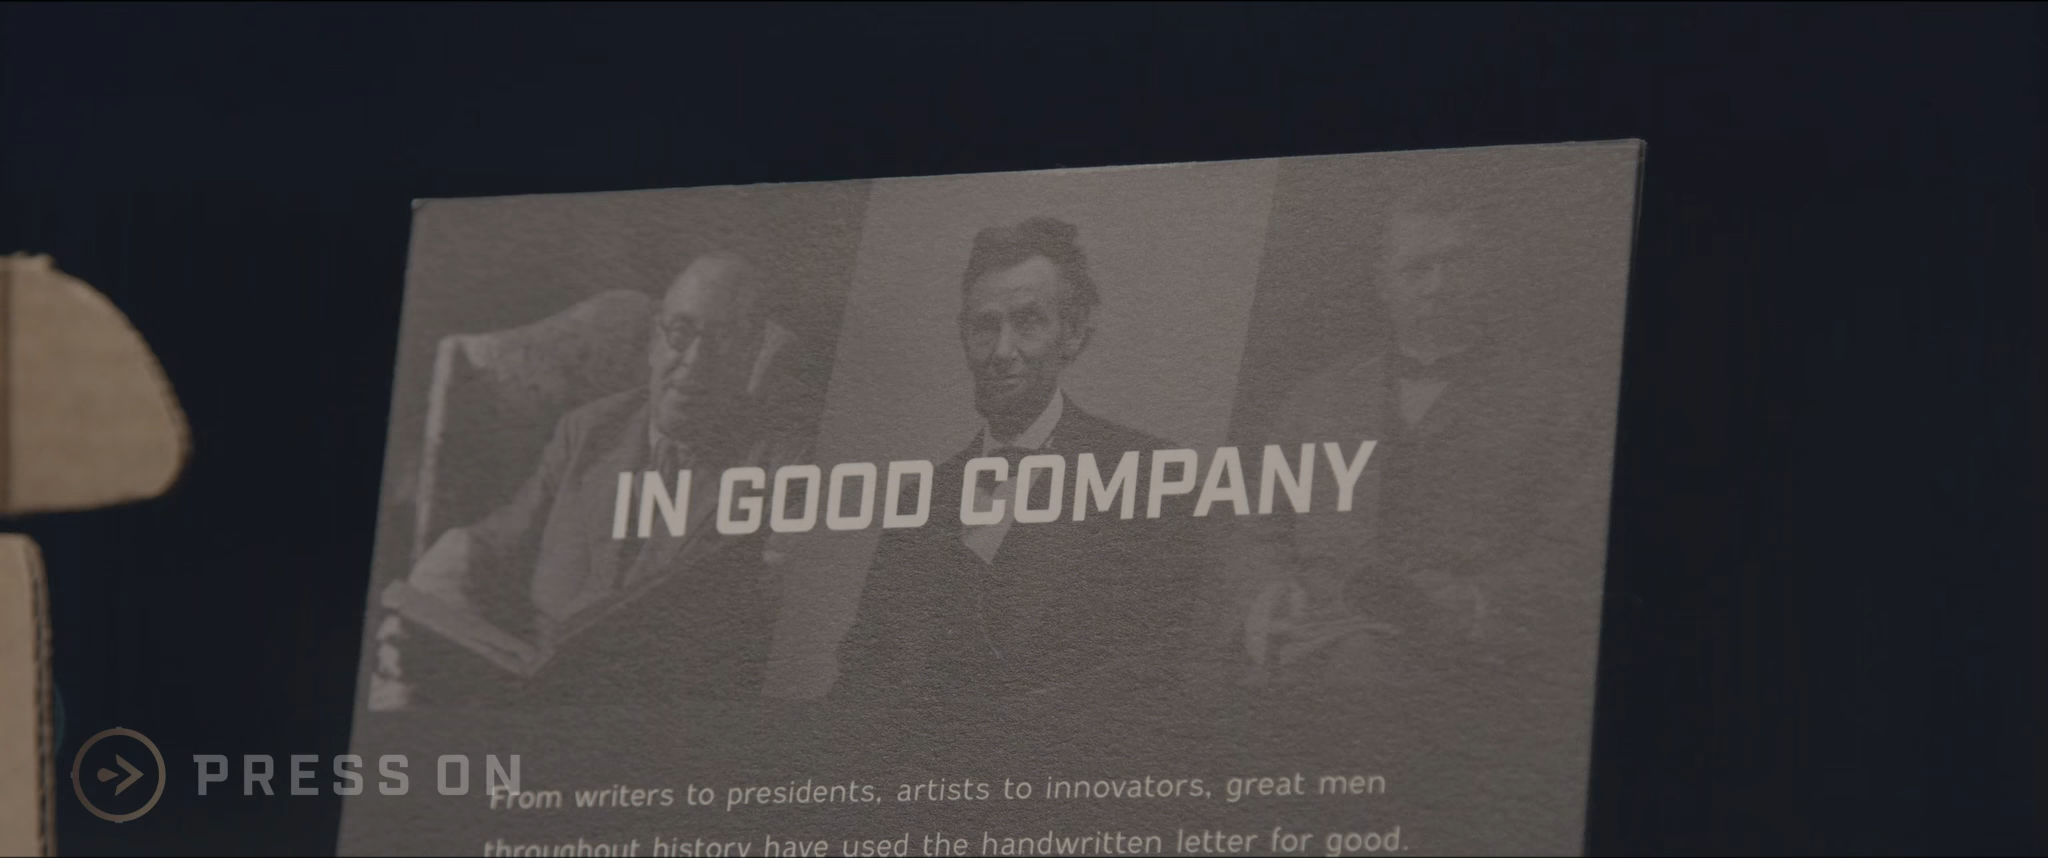 IN GOOD COMPANY
PRESS ON
From writers to presidents, artists to innovators, great men
throughout history have used the handwritten letter for good.